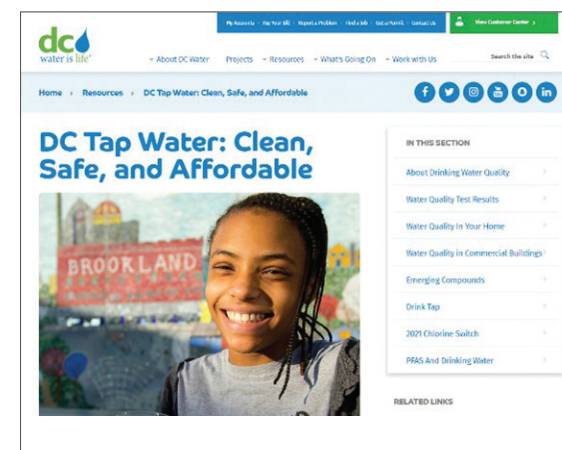 My Accounts Pay Your Bill Report a Problem Find a Job Get a Permit Contact Us
View Customer Center
dc
water is life®
About DC Water Projects Resources What's Going On Work with Us
Search the site
Home › Resources › DC Tap Water: Clean, Safe, and Affordable
DC Tap Water: Clean,
Safe, and Affordable
BROOKLAND
IN THIS SECTION
About Drinking Water Quality
Water Quality Test Results
Water Quality In Your Home
Water Quality in Commercial Buildings
Emerging Compounds
Drink Tap
2021 Chlorine Switch
PFAS And Drinking Water
RELATED LINKS